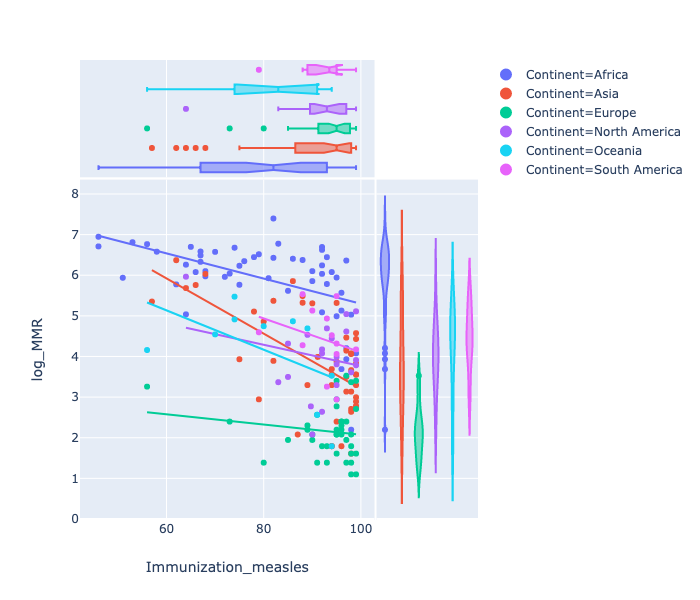 Continent=Africa
Continent=Asia
Continent=Europe
Continent=North America
Continent=Oceania
Continent=South America
8
7
6
5
4
3
2
1
0
60
80
100
log_MMR
Immunization_measles